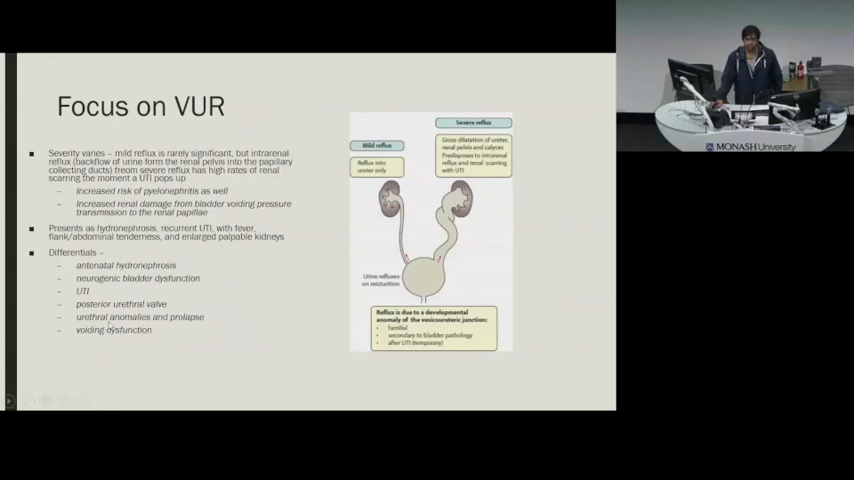 Focus on VUR
Severity varies – mild reflux is rarely significant, but intrarenal
reflux (backflow of urine form the renal pelvis into the papillary
collecting ducts) froom severe reflux has high rates of renal
scarring the moment a UTI pops up
– Increased risk of pyelonephritis as well
– Increased renal damage from bladder voiding pressure
transmission to the renal papillae
Presents as hydronephrosis, recurrent UTI, with fever,
flank/abdominal tenderness, and enlarged palpable kidneys
Differentials –
– antenatal hydronephrosis
– neurogenic bladder dysfunction
– UTI
– posterior urethral valve
– urethral anomalies and prolapse
– voiding dysfunction
Mild reflux
Reflux into
ureter only
Severe reflux
Gross dilatation of ureter,
renal pelvis and calyces
Predisposes to intrarenal
reflux and renal scarring
with UTI
Urine refluxes
on micturition
Reflux is due to a developmental
anomaly of the vesicoureteric junction:
• familial
• secondary to bladder pathology
• after UTI (temporary)
MONASH University